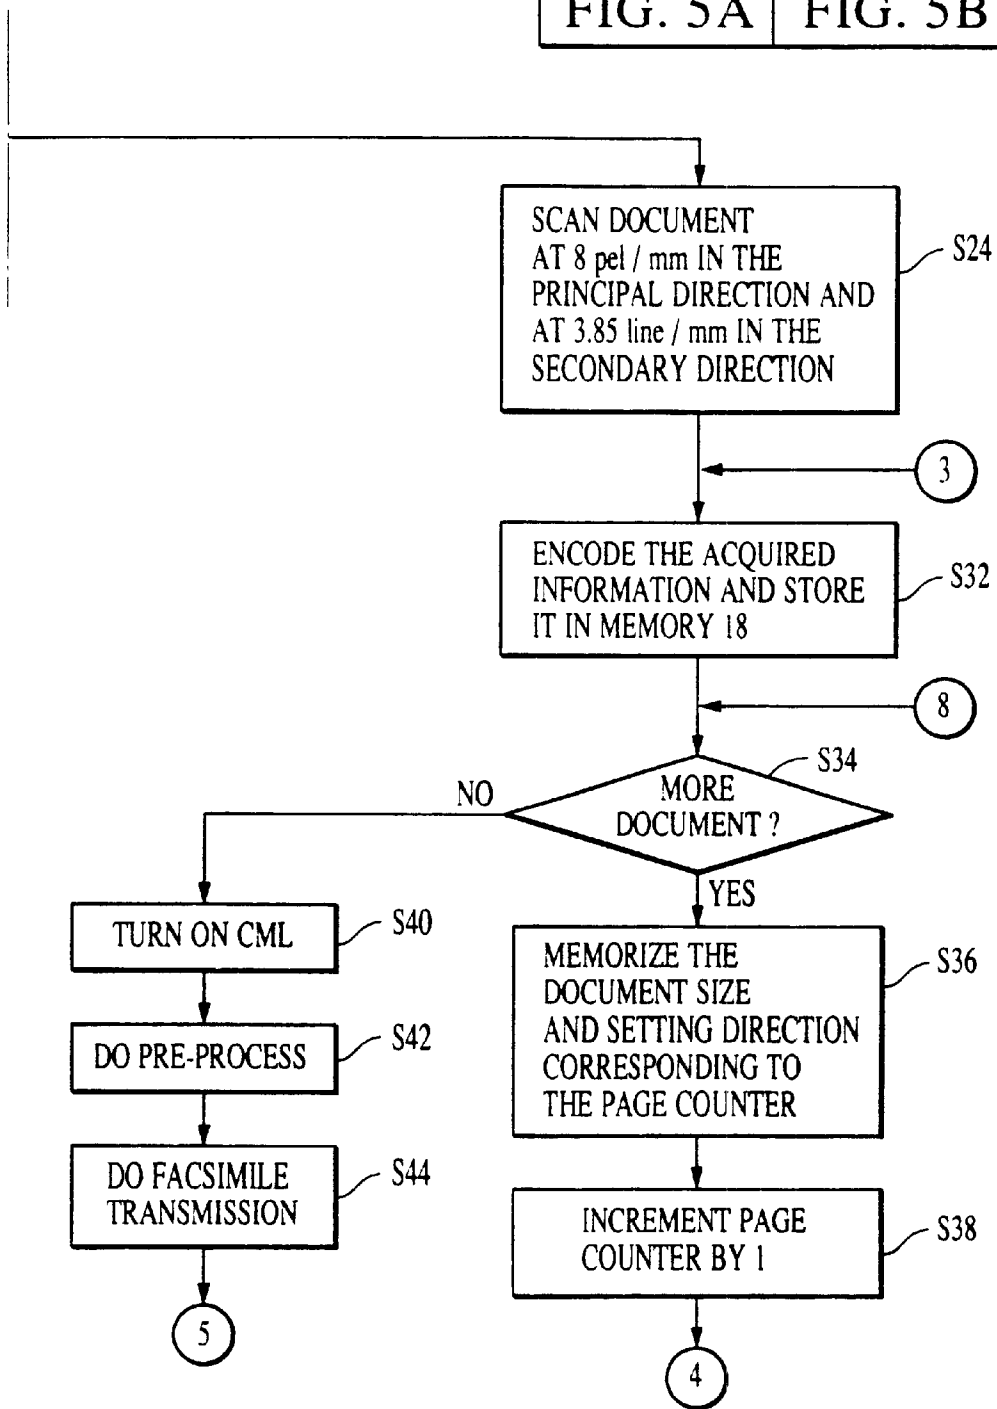 FIG. 5A FIG. 5B
SCAN DOCUMENT
AT 8 pel / mm IN THE
PRINCIPAL DIRECTION AND
AT 3.85 line / mm IN THE
SECONDARY DIRECTION
S24
3
ENCODE THE ACQUIRED
INFORMATION AND STORE
IT IN MEMORY 18
S32
8
S34
MORE
DOCUMENT ?
NO
YES
TURN ON CML
S40
DO PRE-PROCESS
S42
DO FACSIMILE
TRANSMISSION
S44
5
MEMORIZE THE
DOCUMENT SIZE
AND SETTING DIRECTION
CORRESPONDING TO
THE PAGE COUNTER
S36
INCREMENT PAGE
COUNTER BY 1
S38
4